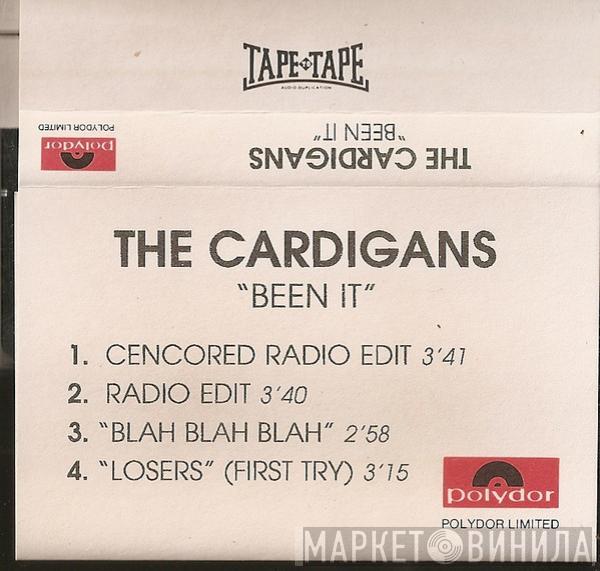 TAPE TO TAPE
AUDIO DUPLICATION
THE CARDIGANS
"BEEN IT"
polydor
POLYDOR LIMITED
THE CARDIGANS
"BEEN IT"
1. CENCORED RADIO EDIT 3'41
2. RADIO EDIT 3'40
3. "BLAH BLAH BLAH" 2'58
4. "LOSERS" (FIRST TRY) 3'15
polydor
POLYDOR LIMITED
МАРКЕТ ВИНИЛА